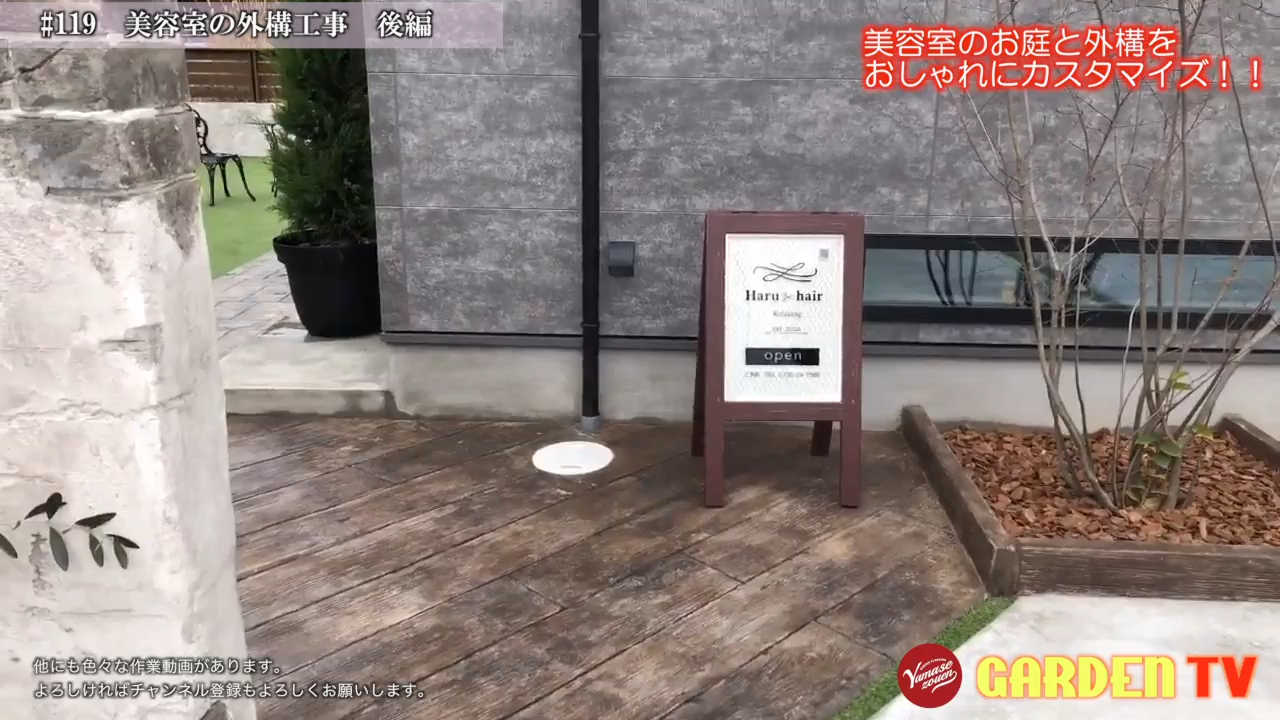 #119 美容室の外構工事 後編
美容室のお庭と外構を
おしゃれにカスタマイズ！！
Haru hair
open
他にも色々な作業動画があります。
よろしければチャンネル登録もよろしくお願いします。
Yamase
zouen
GARDEN TV